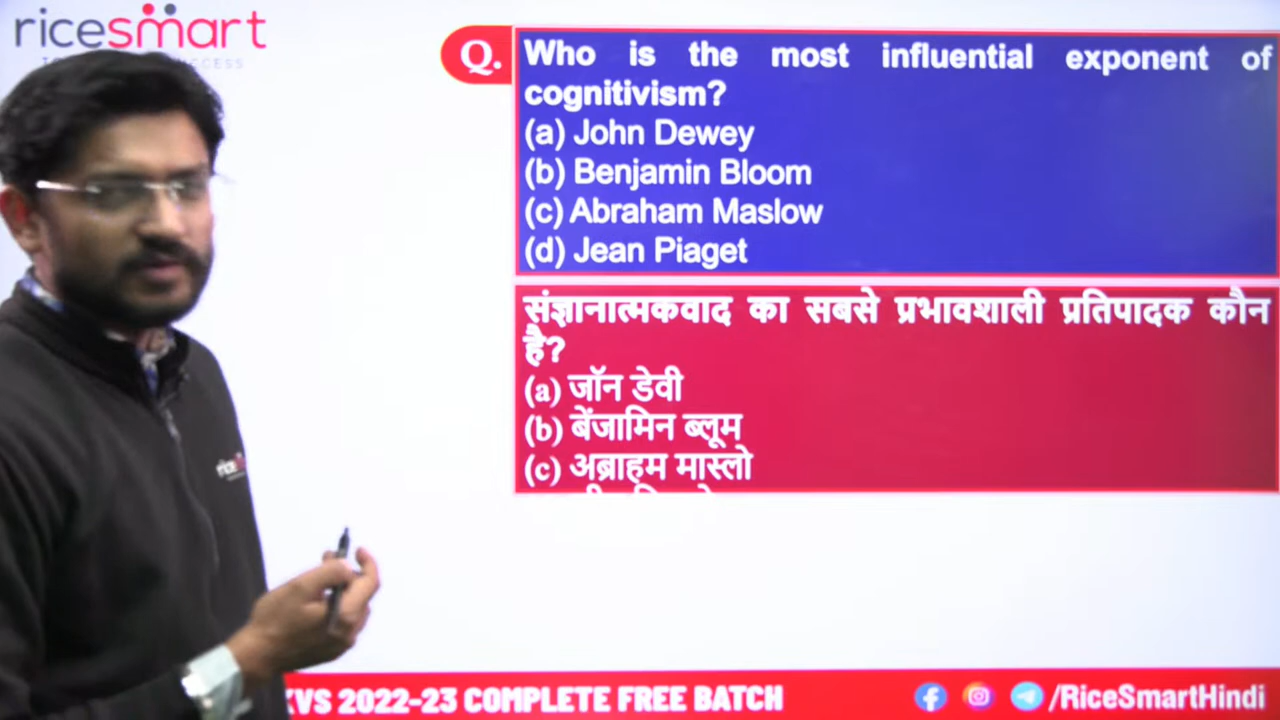 ricesmart
Q.
Who is the most influential exponent of
cognitivism?
(a) John Dewey
(b) Benjamin Bloom
(c) Abraham Maslow
(d) Jean Piaget
संज्ञानात्मकवाद का सबसे प्रभावशाली प्रतिपादक कौन
है?
(a) जॉन डेवी
(b) बेंजामिन ब्लूम
(c) अब्राहम मास्लो
KVS 2022-23 COMPLETE FREE BATCH
/RiceSmartHindi